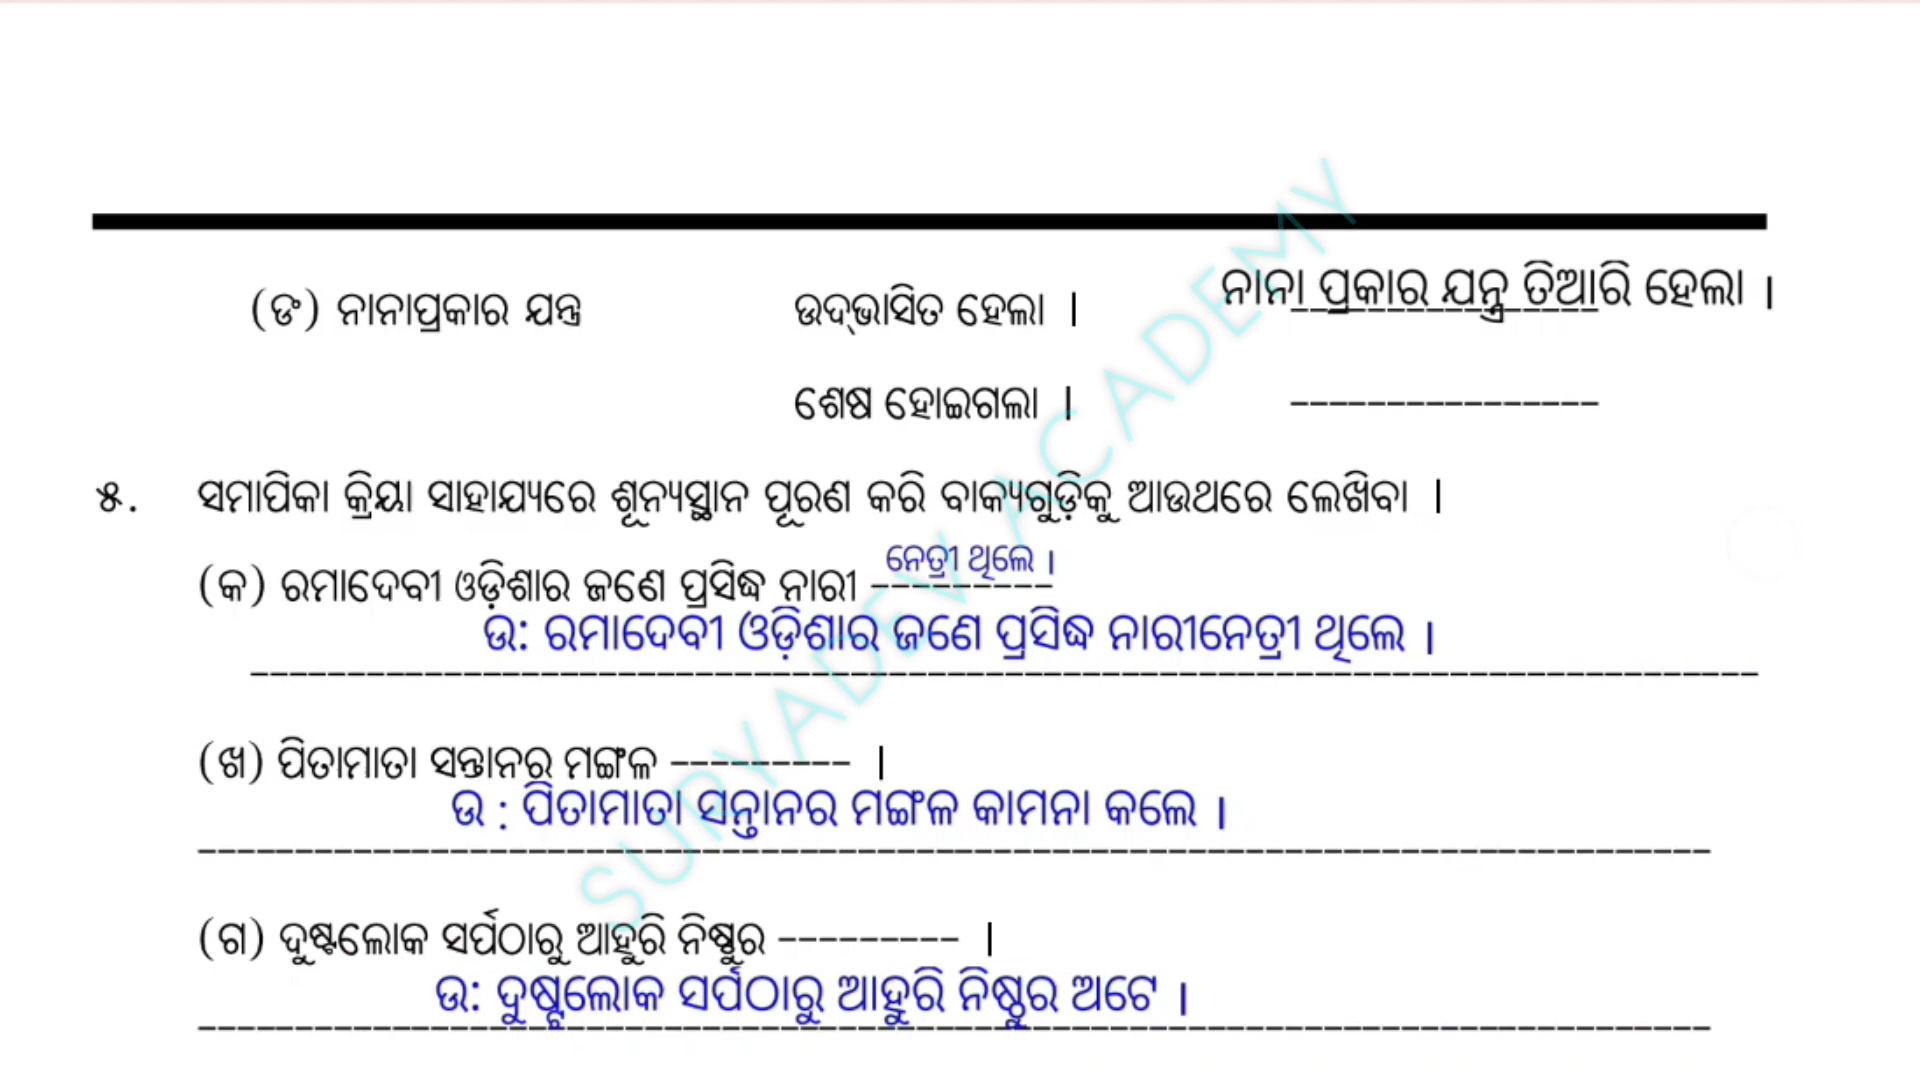 (ଙ) ନାନାପ୍ରକାର ଯନ୍ତ୍ର ଉଦ୍‌ଭାସିତ ହେଲା । ନାନା ପ୍ରକାର ଯନ୍ତ୍ର ତିଆରି ହେଲା ।
ଶେଷ ହୋଇଗଲା । ----------------
୫. ସମାପିକା କ୍ରିୟା ସାହାଯ୍ୟରେ ଶୂନ୍ୟସ୍ଥାନ ପୂରଣ କରି ବାକ୍ୟଗୁଡ଼ିକୁ ଆଉଥରେ ଲେଖିବା ।
(କ) ରମାଦେବୀ ଓଡ଼ିଶାର ଜଣେ ପ୍ରସିଦ୍ଧ ନାରୀ ନେତ୍ରୀ ଥିଲେ ।
ଉ: ରମାଦେବୀ ଓଡ଼ିଶାର ଜଣେ ପ୍ରସିଦ୍ଧ ନାରୀନେତ୍ରୀ ଥିଲେ ।
(ଖ) ପିତାମାତା ସନ୍ତାନର ମଙ୍ଗଳ --------- ।
ଉ : ପିତାମାତା ସନ୍ତାନର ମଙ୍ଗଳ କାମନା କଲେ ।
(ଗ) ଦୁଷ୍ଟଲୋକ ସର୍ପଠାରୁ ଆହୁରି ନିଷ୍ଠୁର --------- ।
ଉ: ଦୁଷ୍ଟଲୋକ ସର୍ପଠାରୁ ଆହୁରି ନିଷ୍ଠୁର ଅଟେ ।
SURYADEV ACADEMY